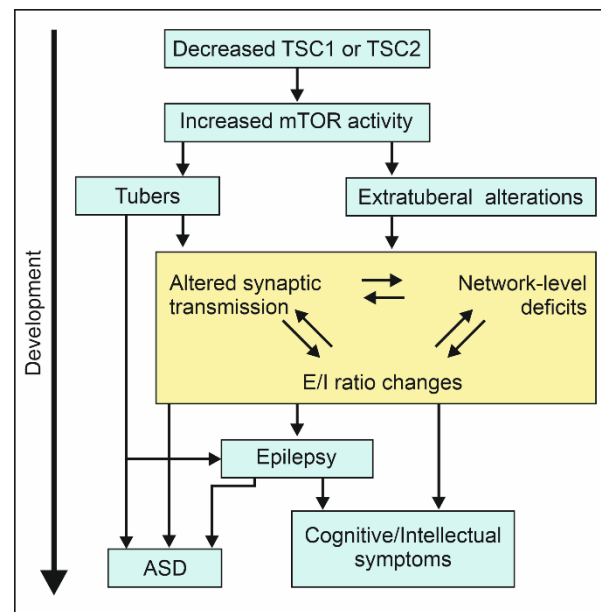 Decreased TSC1 or TSC2
Increased mTOR activity
Tubers
Extratuberal alterations
Altered synaptic
transmission
Network-level
deficits
E/I ratio changes
Development
Epilepsy
Cognitive/Intellectual
symptoms
ASD